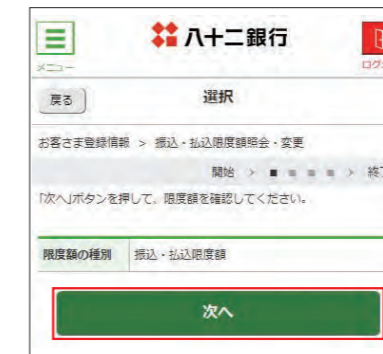 八十二銀行
メニュー
ログ
戻る
選択
お客さま登録情報 > 振込・払込限度額照会・変更
開始 > ■ ■ ■ ■ > 終了
「次へ」ボタンを押して、限度額を確認してください。
限度額の種別 振込・払込限度額
次へ